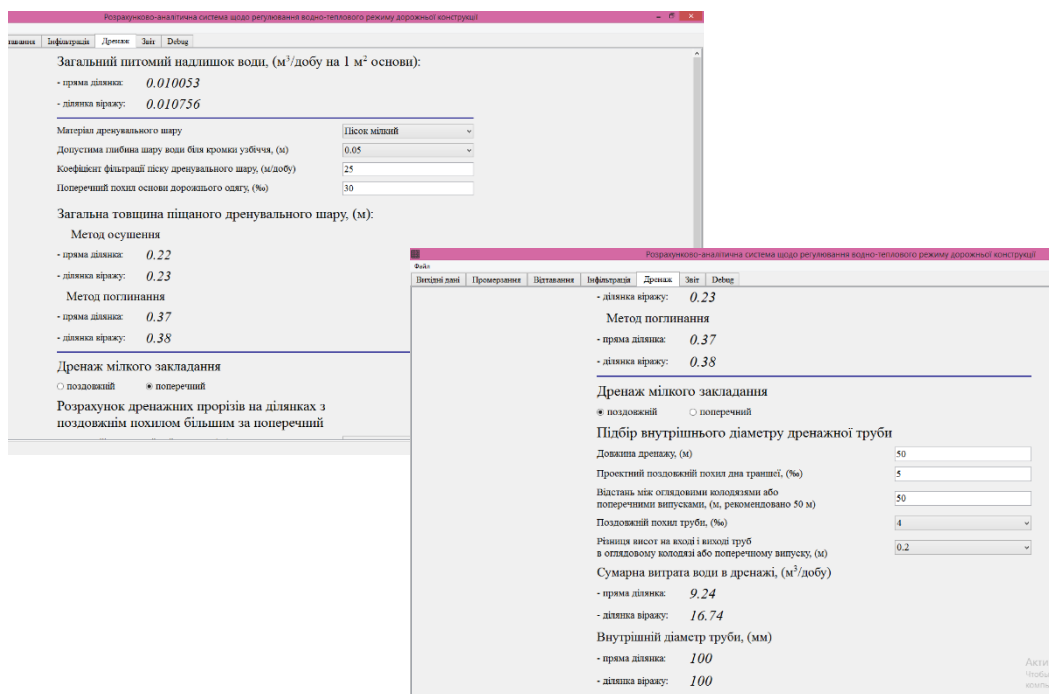 Розрахунково-аналітична система щодо регулювання водно-теплового режиму дорожньої конструкції
Інфільтрація Дренаж Звіт Debug
Загальний питомий надлишок води, (м³/добу на 1 м² основи):
- пряма ділянка: 0.010053
- ділянка віражу: 0.010756
Матеріал дренувального шару Пісок мілкий
Допустима глибина шару води біля кромки узбіччя, (м) 0.05
Коефіцієнт фільтрації піску дренувального шару, (м/добу) 25
Поперечний похил основи дорожнього одягу, (‰) 30
Загальна товщина піщаного дренувального шару, (м):
Метод осушення
- пряма ділянка: 0.22
- ділянка віражу: 0.23
Метод поглинання
- пряма ділянка: 0.37
- ділянка віражу: 0.38
Дренаж мілкого закладання
поздовжній поперечний
Розрахунок дренажних прорізів на ділянках з
поздовжнім похилом більшим за поперечний
Розрахунково-аналітична система щодо регулювання водно-теплового режиму дорожньої конструкції
Файл
Вихідні дані Промерзання Відтавання Інфільтрація Дренаж Звіт Debug
- ділянка віражу: 0.23
Метод поглинання
- пряма ділянка: 0.37
- ділянка віражу: 0.38
Дренаж мілкого закладання
поздовжній поперечний
Підбір внутрішнього діаметру дренажної труби
Довжина дренажу, (м) 50
Проектний поздовжній похил дна траншеї, (‰) 5
Відстань між оглядовими колодязями або
поперечними випусками, (м, рекомендовано 50 м) 50
Поздовжній похил труби, (‰) 4
Різниця висот на вході і виході труб
в оглядовому колодязі або поперечному випуску, (м) 0.2
Сумарна витрата води в дренажі, (м³/добу)
- пряма ділянка: 9.24
- ділянка віражу: 16.74
Внутрішній діаметр труби, (мм)
- пряма ділянка: 100
- ділянка віражу: 100